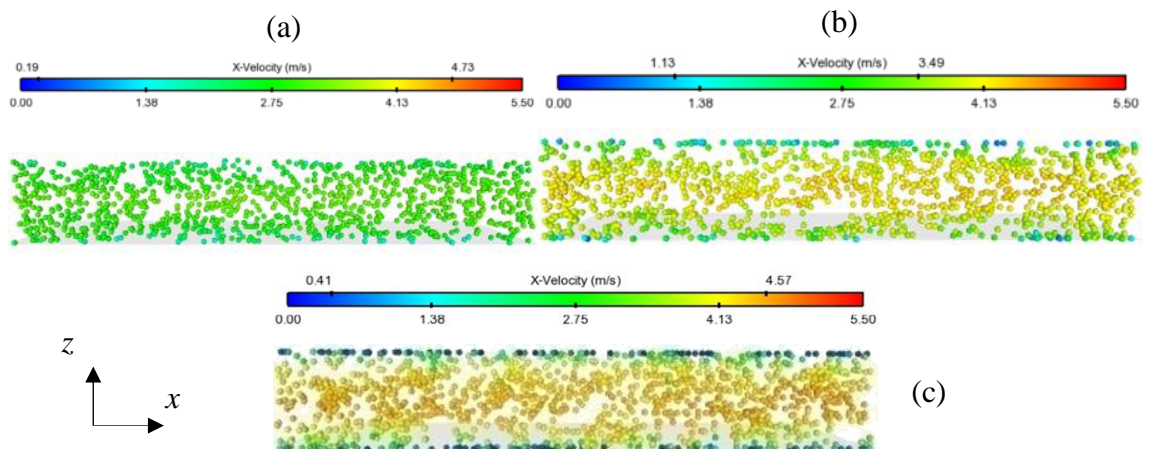 (a)
(b)
0.19 X-Velocity (m/s) 4.73
0.00 1.38 2.75 4.13 5.50
1.13 X-Velocity (m/s) 3.49
0.00 1.38 2.75 4.13 5.50
0.41 X-Velocity (m/s) 4.57
0.00 1.38 2.75 4.13 5.50
z
x
(c)